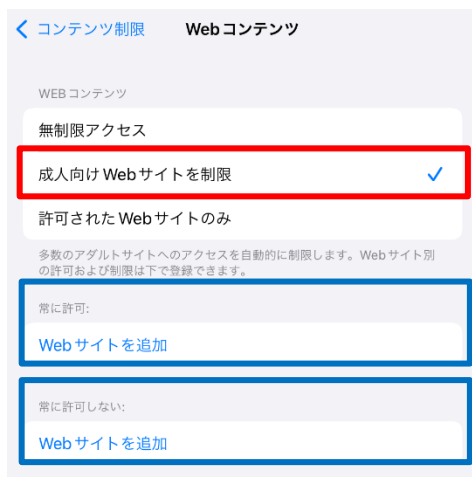 コンテンツ制限 Webコンテンツ
WEBコンテンツ
無制限アクセス
成人向けWebサイトを制限
許可されたWebサイトのみ
多数のアダルトサイトへのアクセスを自動的に制限します。Webサイト別
の許可および制限は下で登録できます。
常に許可:
Webサイトを追加
常に許可しない:
Webサイトを追加